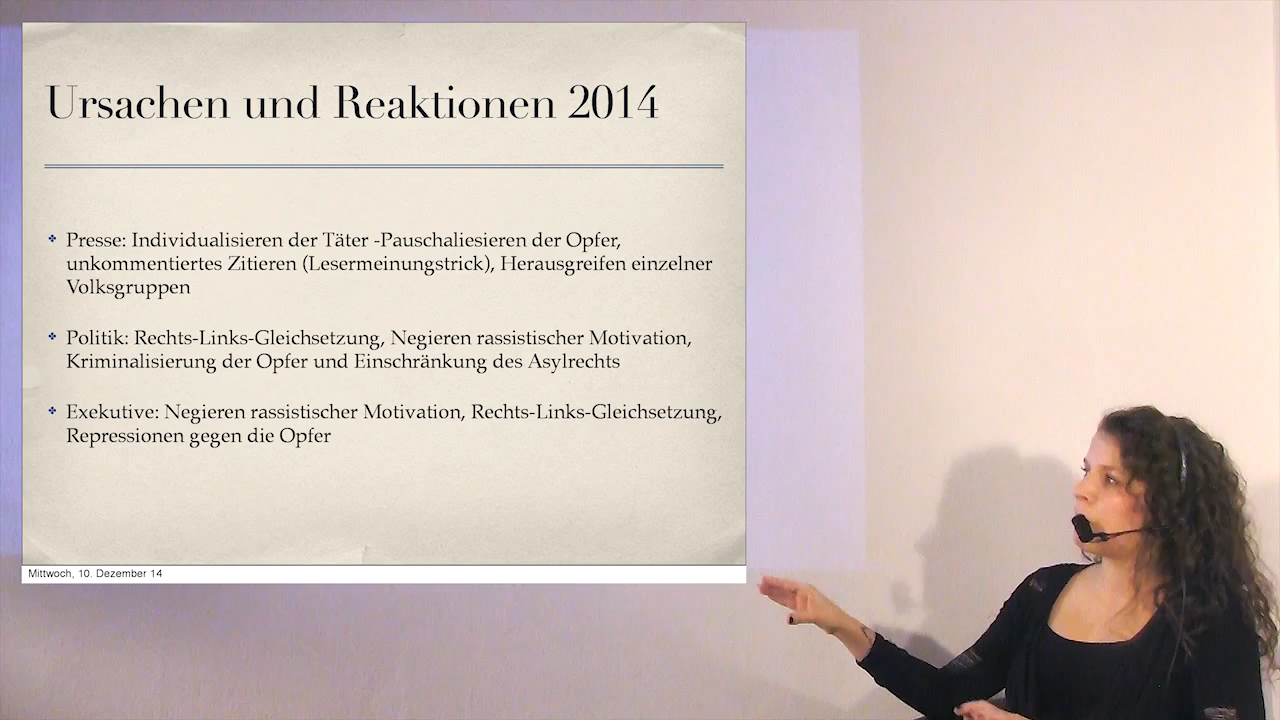 Ursachen und Reaktionen 2014
Presse: Individualisieren der Täter -Pauschaliesieren der Opfer,
unkommentiertes Zitieren (Lesermeinungstrick), Herausgreifen einzelner
Volksgruppen
Politik: Rechts-Links-Gleichsetzung, Negieren rassistischer Motivation,
Kriminalisierung der Opfer und Einschränkung des Asylrechts
Exekutive: Negieren rassistischer Motivation, Rechts-Links-Gleichsetzung,
Repressionen gegen die Opfer
Mittwoch, 10. Dezember 14